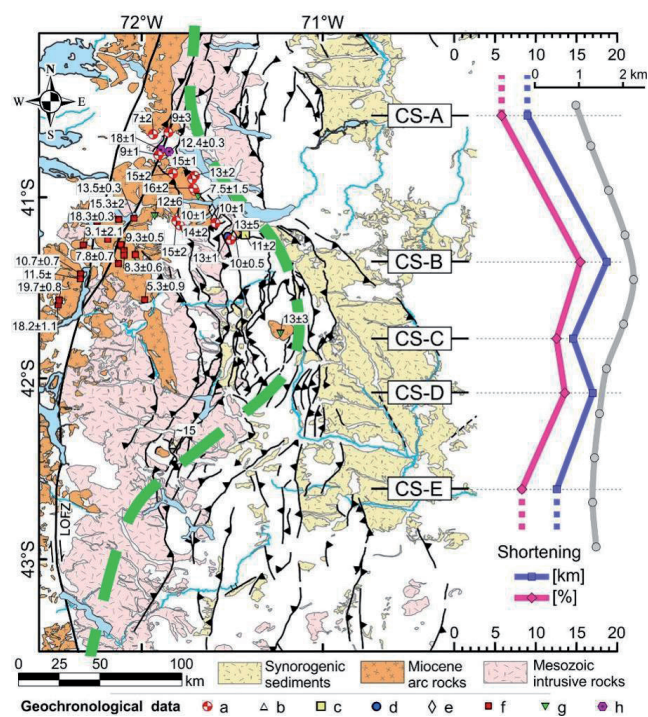 72°W
71°W
0 5 10 15 20
0 1 2 km
N
W E
S
CS-A
7±2
9±3
18±1
12.4±0.3
9±1
15±1
15±2
13±2
13.5±0.3
16±2
7.5±1.5
41°S
15.3±2
12±6
10±1
18.3±0.3
10±1
13±5
3.1±2.1
9.3±0.5
14±2
11±2
CS-B
10.7±0.7
7.8±0.7
15±2
13±1
10±0.5
11.5±
8.3±0.6
19.7±0.8
5.3±0.9
13±3
18.2±1.1
CS-C
42°S
CS-D
~15
CS-E
LOFZ
43°S
Shortening
[km]
[%]
0 5 10 15 20
0 25 50 100
km
Synorogenic
sediments
Miocene
arc rocks
Mesozoic
intrusive rocks
Geochronological data a b c d e f g h